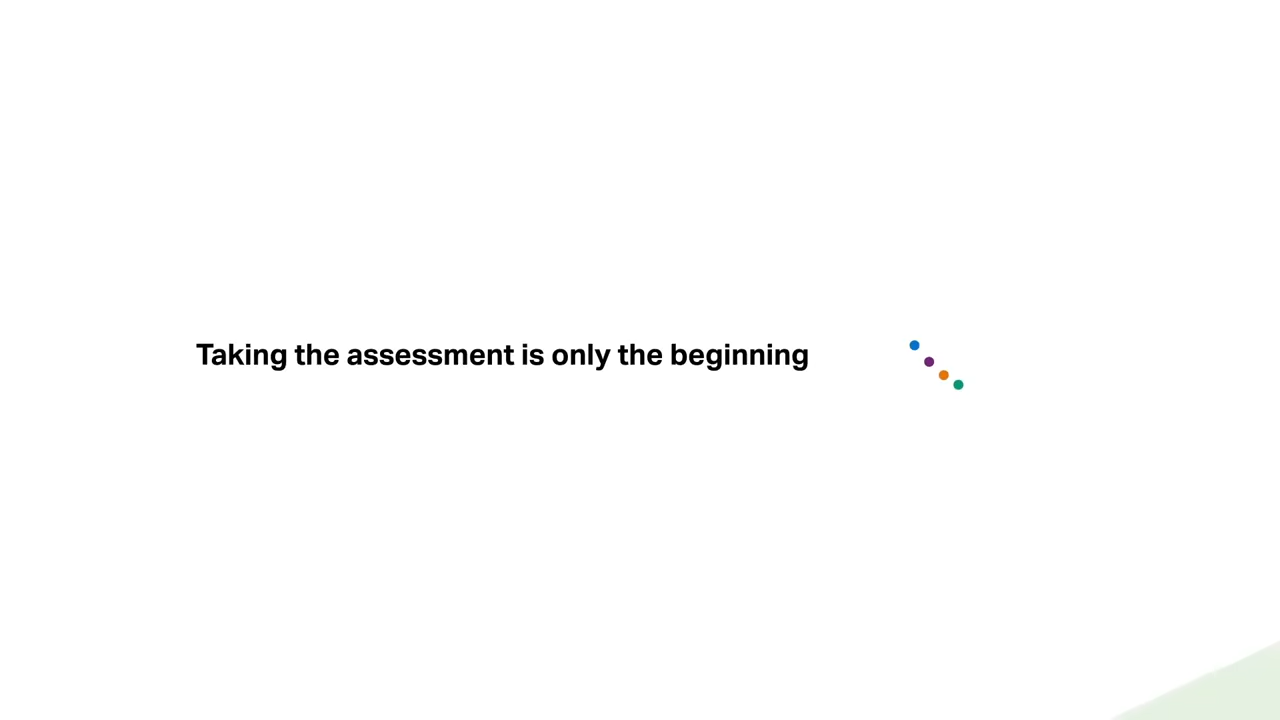 Taking the assessment is only the beginning